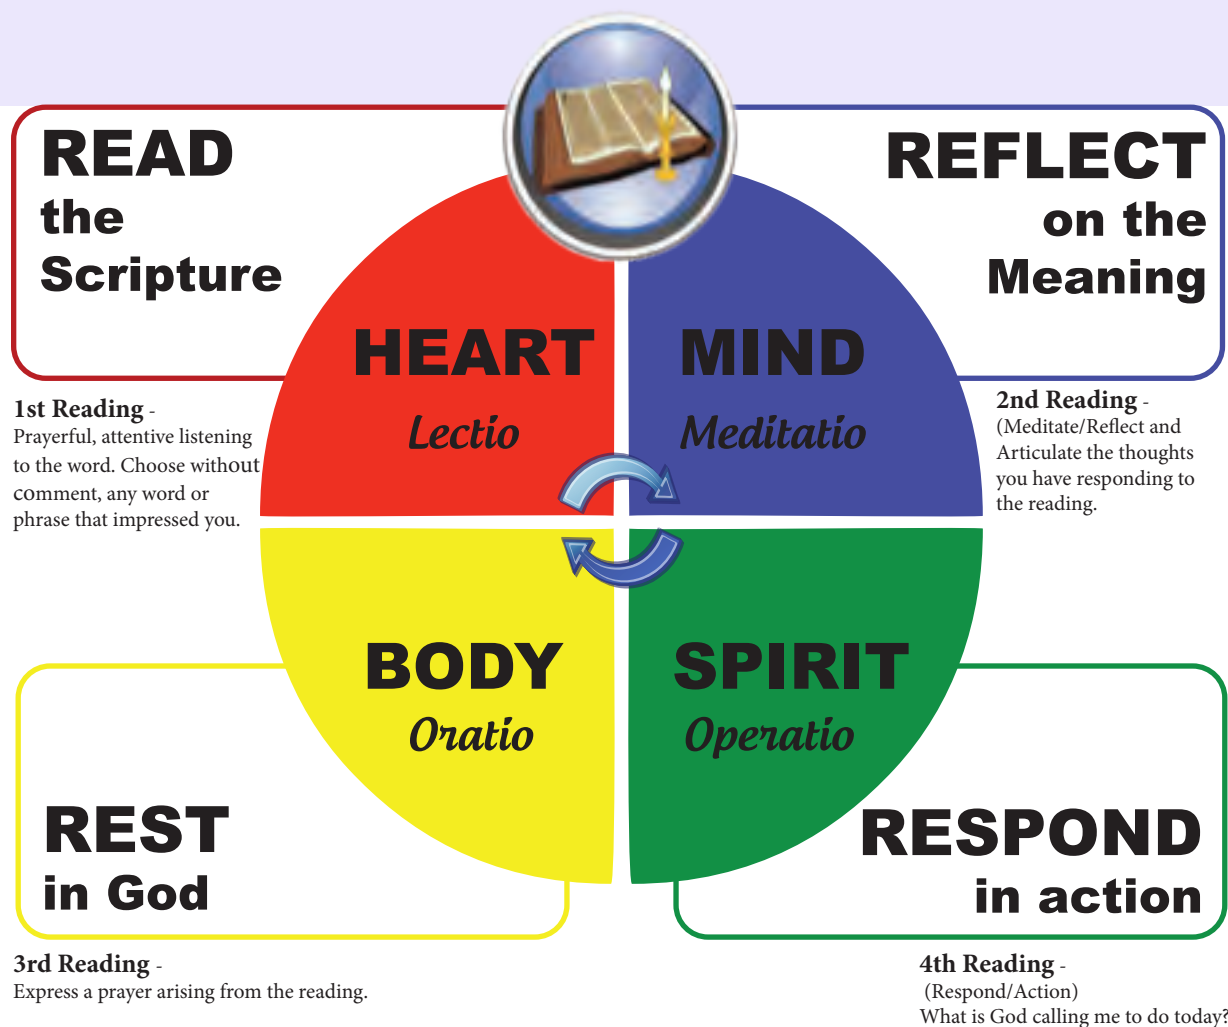 READ
the
Scripture
REFLECT
on the
Meaning
HEART
Lectio
MIND
Meditatio
1st Reading -
Prayerful, attentive listening
to the word. Choose without
comment, any word or
phrase that impressed you.
2nd Reading -
(Meditate/Reflect and
Articulate the thoughts
you have responding to
the reading.
BODY
Oratio
SPIRIT
Operatio
REST
in God
RESPOND
in action
3rd Reading -
Express a prayer arising from the reading.
4th Reading -
(Respond/Action)
What is God calling me to do today?